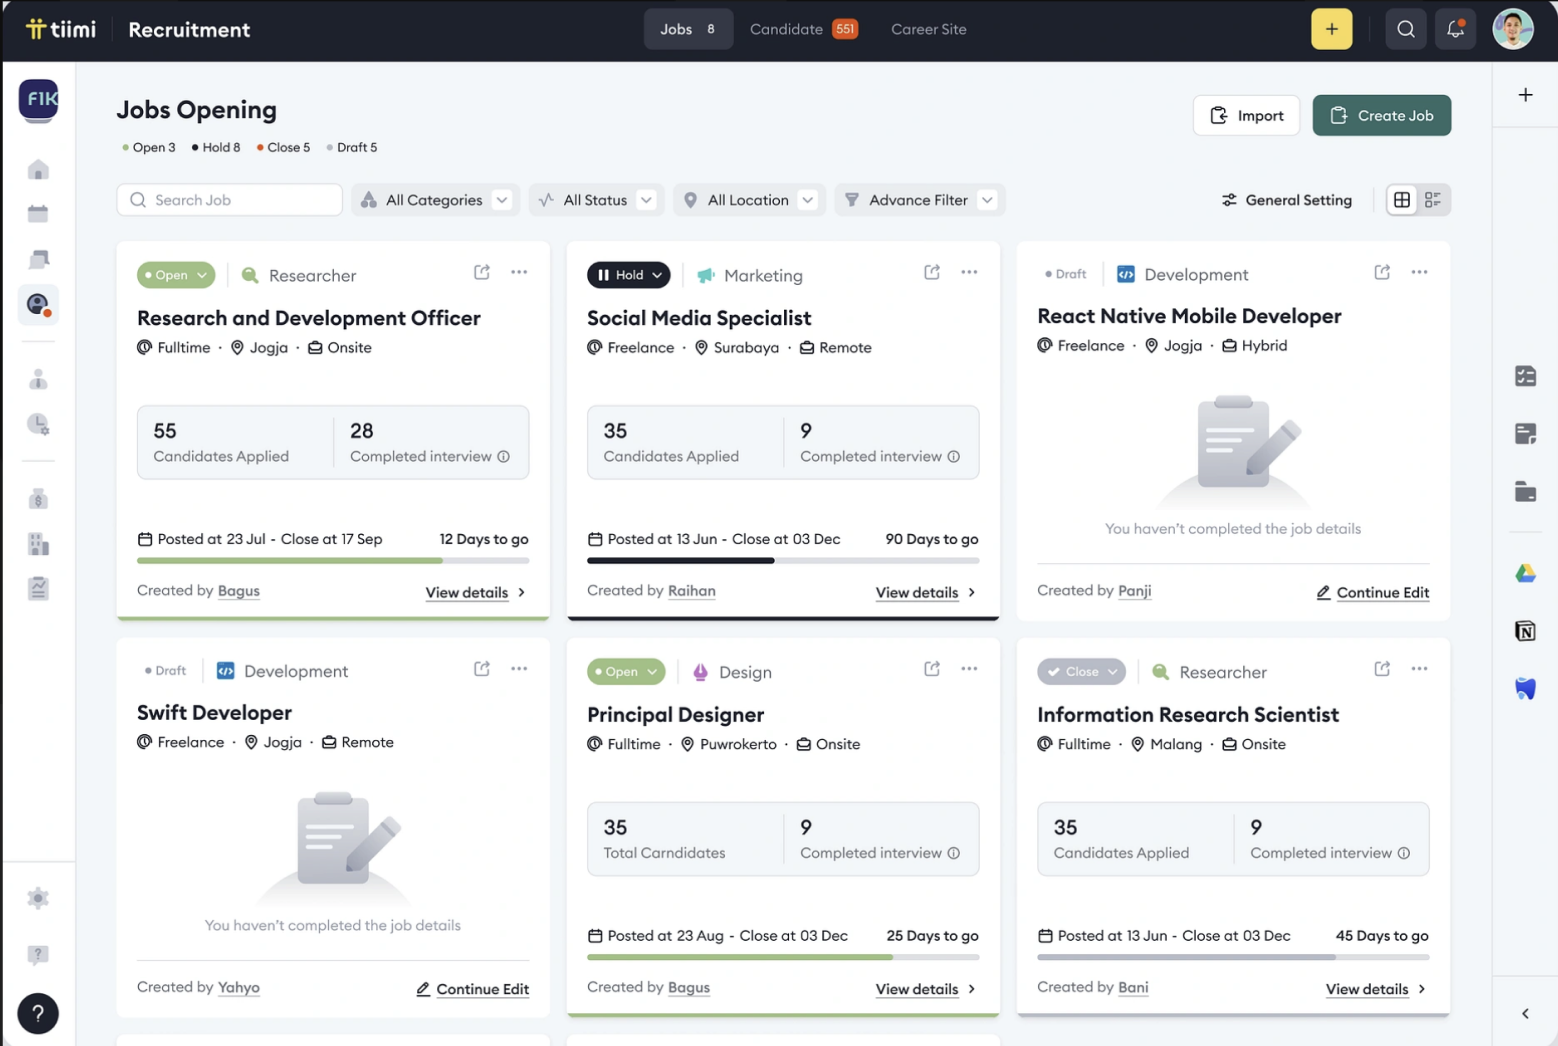 tiimi
Recruitment
Jobs 8
Candidate 551
Career Site
F1K
Jobs Opening
Import
Create Job
Open 3 Hold 8 Close 5 Draft 5
Search Job
All Categories
All Status
All Location
Advance Filter
General Setting
Open
Researcher
Research and Development Officer
Fulltime · Jogja · Onsite
55
Candidates Applied
28
Completed interview
Posted at 23 Jul - Close at 17 Sep
12 Days to go
Created by Bagus
View details
Hold
Marketing
Social Media Specialist
Freelance · Surabaya · Remote
35
Candidates Applied
9
Completed interview
Posted at 13 Jun - Close at 03 Dec
90 Days to go
Created by Raihan
View details
Draft
Development
React Native Mobile Developer
Freelance · Jogja · Hybrid
You haven't completed the job details
Created by Panji
Continue Edit
Draft
Development
Swift Developer
Freelance · Jogja · Remote
You haven't completed the job details
Created by Yahyo
Continue Edit
Open
Design
Principal Designer
Fulltime · Puwrokerto · Onsite
35
Total Carndidates
9
Completed interview
Posted at 23 Aug - Close at 03 Dec
25 Days to go
Created by Bagus
View details
Close
Researcher
Information Research Scientist
Fulltime · Malang · Onsite
35
Candidates Applied
9
Completed interview
Posted at 13 Jun - Close at 03 Dec
45 Days to go
Created by Bani
View details